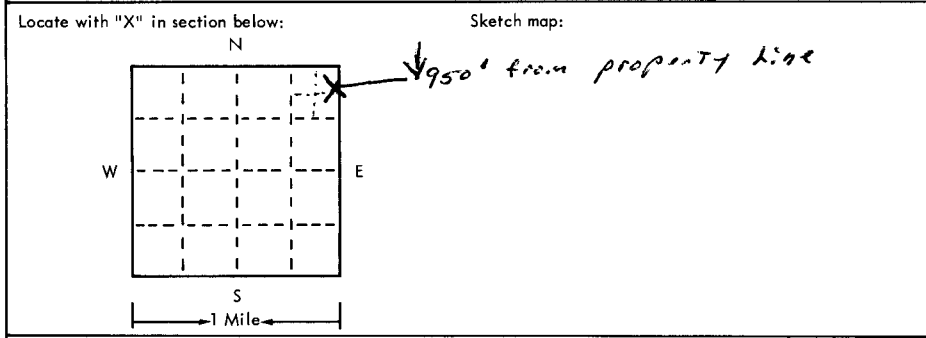 Locate with "X" in section below:
Sketch map:
N
950' from property line
W
E
S
1 Mile